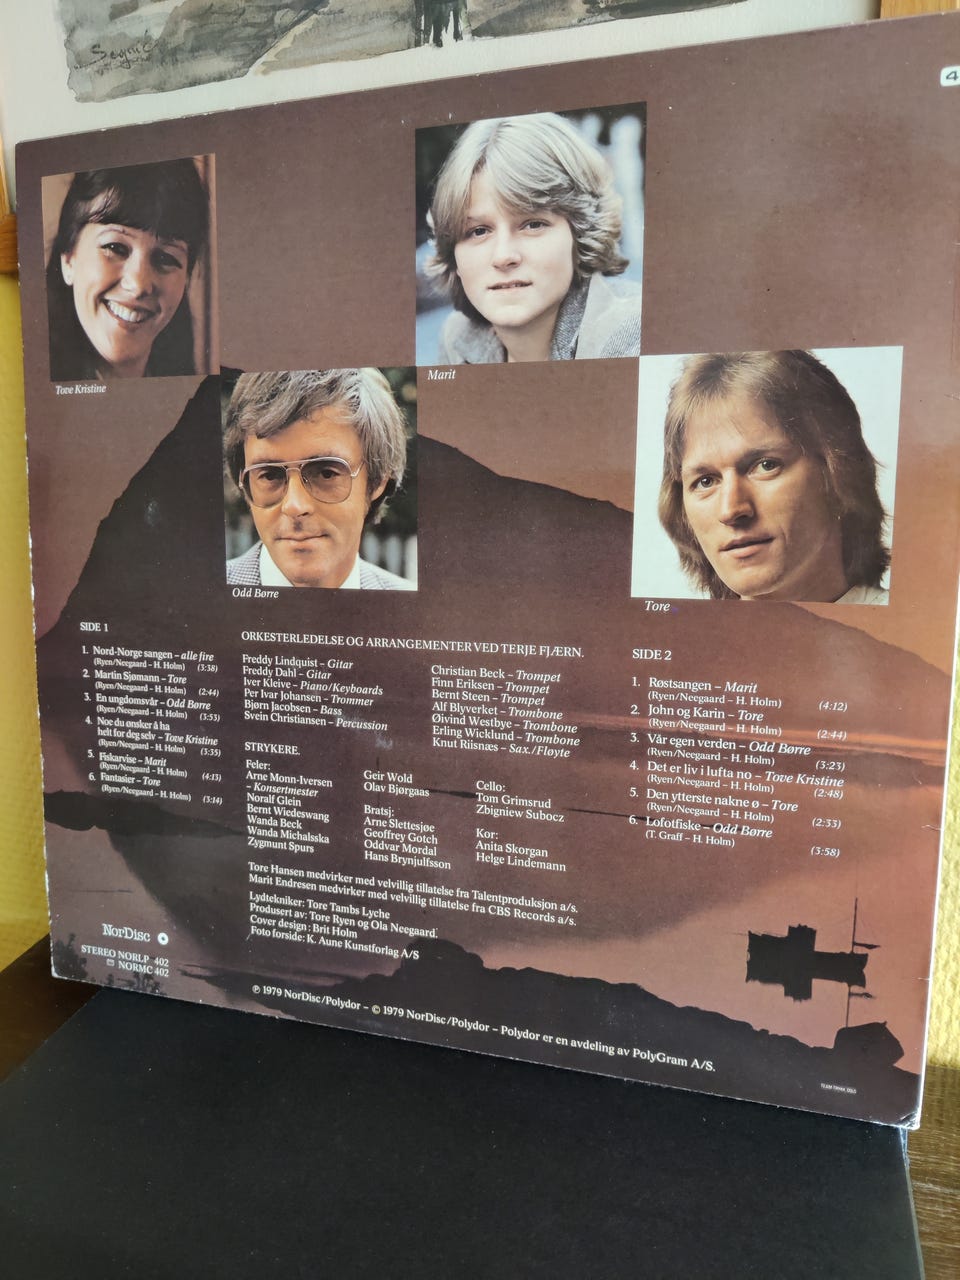 Segnić
4
Tove Kristine
Marit
Odd Børre
Tore
SIDE 1
1. Nord-Norge sangen – alle fire
(Ryen/Neegaard – H. Holm) (3:38)
2. Martin Sjømann – Tore
(Ryen/Neegaard – H. Holm) (2:44)
3. En ungdomsvår – Odd Børre
(Ryen/Neegaard – H. Holm) (3:53)
4. Noe du ønsker å ha
helt for deg selv – Tove Kristine
(Ryen/Neegaard – H. Holm) (3:35)
5. Fiskarvise – Marit
(Ryen/Neegaard – H. Holm) (4:13)
6. Fantasier – Tore
(Ryen/Neegaard – H. Holm) (3:14)
ORKESTERLEDELSE OG ARRANGEMENTER VED TERJE FJÆRN.
Freddy Lindquist – Gitar
Freddy Dahl – Gitar
Iver Kleive – Piano/Keyboards
Per Ivar Johansen – Trommer
Bjørn Jacobsen – Bass
Svein Christiansen – Percussion
Christian Beck – Trompet
Finn Eriksen – Trompet
Bernt Steen – Trompet
Alf Blyverket – Trombone
Øivind Westbye – Trombone
Erling Wicklund – Trombone
Knut Riisnæs – Sax./Fløyte
STRYKERE.
Feler:
Arne Monn-Iversen
– Konsertmester
Noralf Glein
Bernt Wiedeswang
Wanda Beck
Wanda Michalsska
Zygmunt Spurs
Geir Wold
Olav Bjørgaas
Bratsj:
Arne Slettesjøe
Geoffrey Gotch
Oddvar Mordal
Hans Brynjulfsson
Cello:
Tom Grimsrud
Zbigniew Subocz
Kor:
Anita Skorgan
Helge Lindemann
Tore Hansen medvirker med velvillig tillatelse fra Talentproduksjon a/s.
Marit Endresen medvirker med velvillig tillatelse fra CBS Records a/s.
Lydtekniker: Tore Tambs Lyche
Produsert av: Tore Ryen og Ola Neegaard.
Cover design: Brit Holm
Foto forside: K. Aune Kunstforlag A/S
SIDE 2
1. Røstsangen – Marit
(Ryen/Neegaard – H. Holm) (4:12)
2. John og Karin – Tore
(Ryen/Neegaard – H. Holm) (2:44)
3. Vår egen verden – Odd Børre
(Ryen/Neegaard – H. Holm) (3:23)
4. Det er liv i lufta no – Tove Kristine
(Ryen/Neegaard – H. Holm) (2:48)
5. Den ytterste nakne ø – Tore
(Ryen/Neegaard – H. Holm) (2:33)
6. Lofotfiske – Odd Børre
(T. Graff – H. Holm) (3:58)
NorDisc
STEREO NORLP 402
NORMC 402
℗ 1979 NorDisc/Polydor – © 1979 NorDisc/Polydor – Polydor er en avdeling av PolyGram A/S.